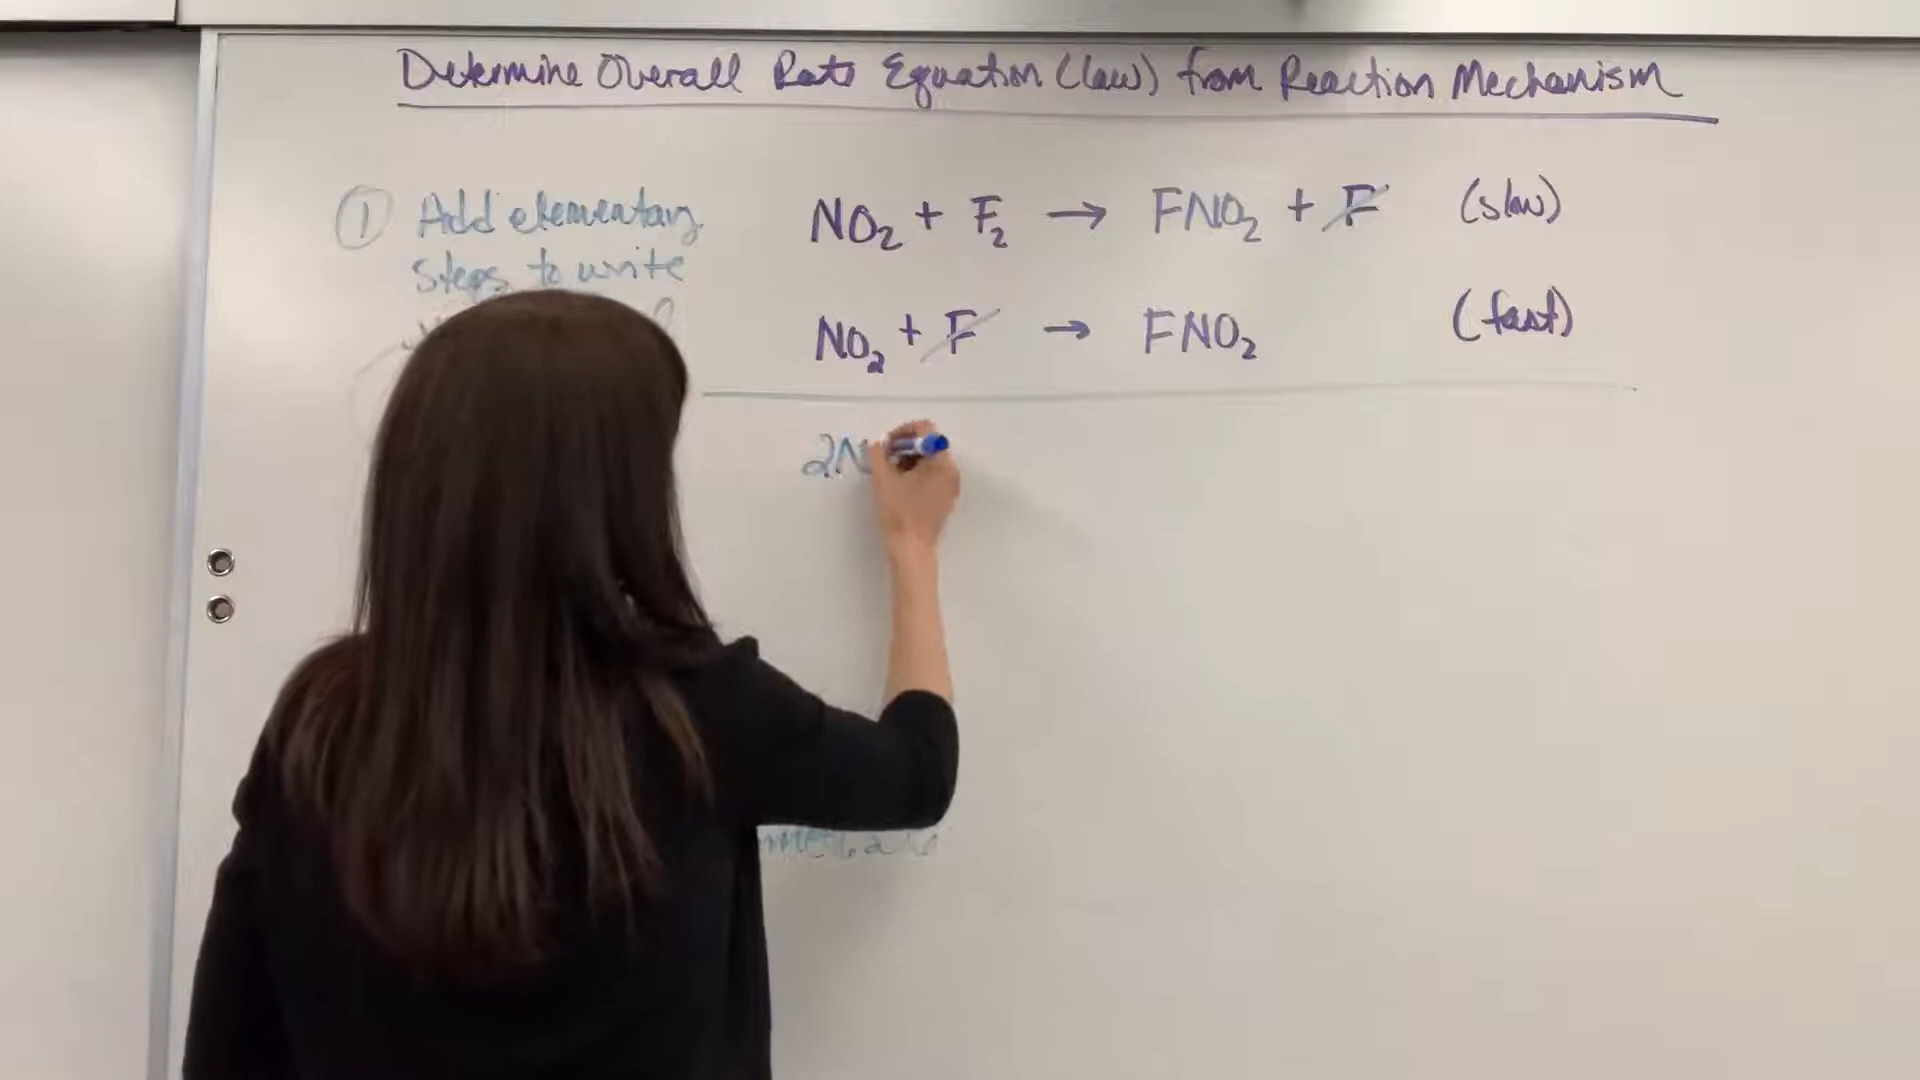 Determine Overall Rate Equation (law) from Reaction Mechanism
① Add elementary
steps to write
NO₂ + F₂ → FNO₂ + F (slow)
NO₂ + F → FNO₂ (fast)
2N